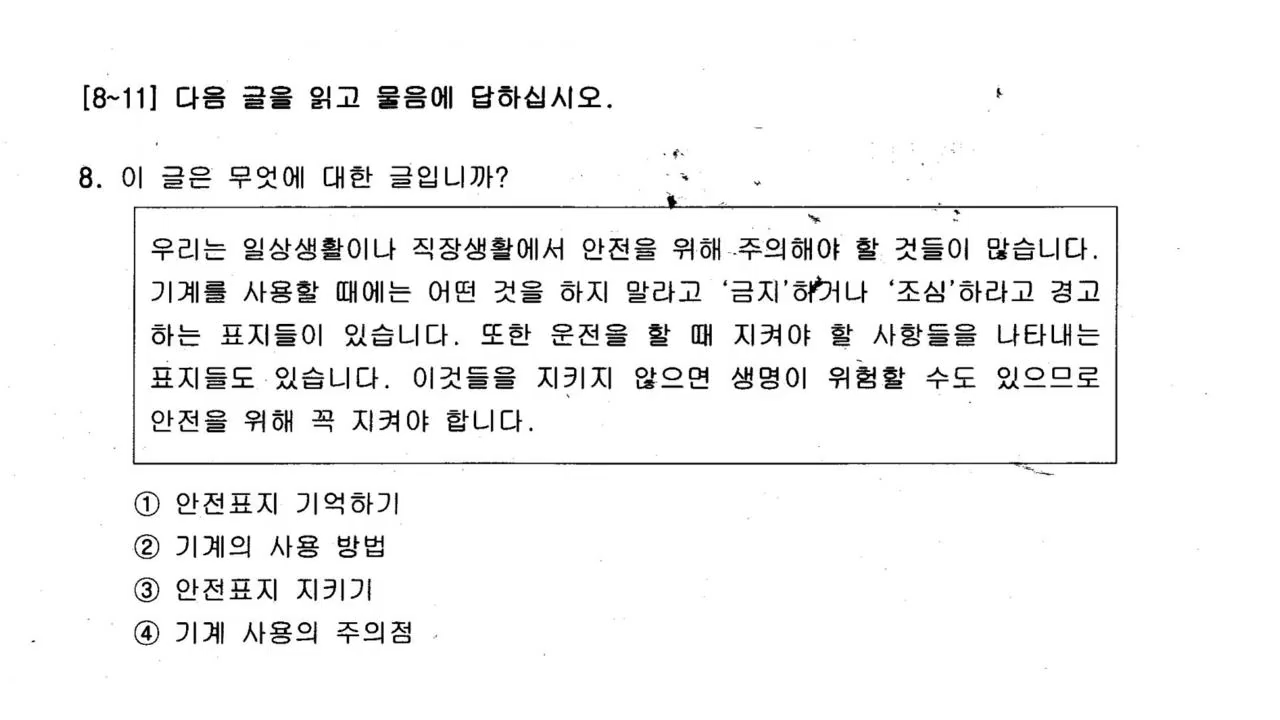 [8~11] 다음 글을 읽고 물음에 답하십시오.
8. 이 글은 무엇에 대한 글입니까?
우리는 일상생활이나 직장생활에서 안전을 위해 주의해야 할 것들이 많습니다.
기계를 사용할 때에는 어떤 것을 하지 말라고 ‘금지’하거나 ‘조심’하라고 경고
하는 표지들이 있습니다. 또한 운전을 할 때 지켜야 할 사항들을 나타내는
표지들도 있습니다. 이것들을 지키지 않으면 생명이 위험할 수도 있으므로
안전을 위해 꼭 지켜야 합니다.
① 안전표지 기억하기
② 기계의 사용 방법
③ 안전표지 지키기
④ 기계 사용의 주의점